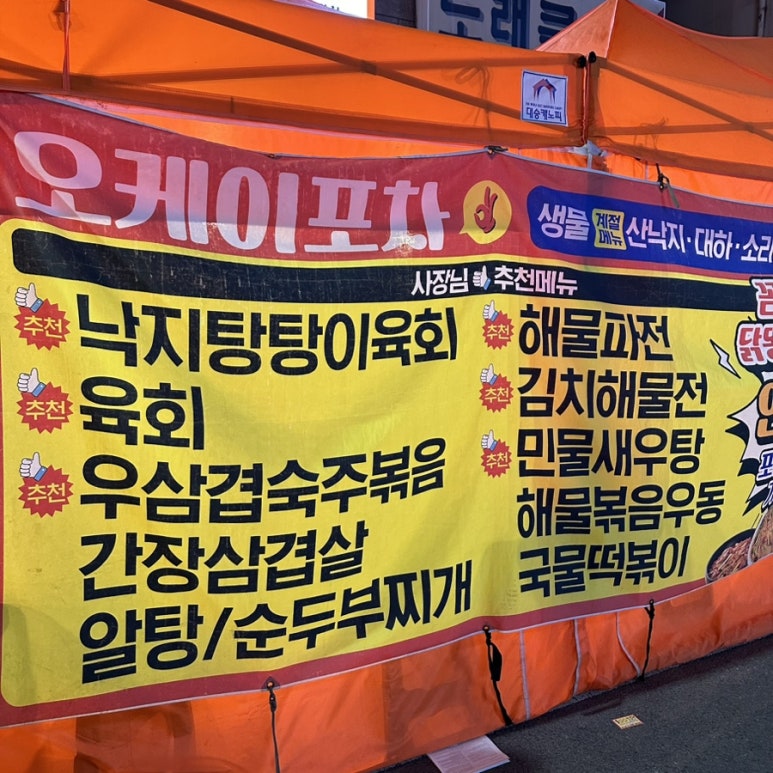 노래클
대승캐노피
오케이포차
생물 계절메뉴 산낙지·대하·소라
사장님 추천메뉴
추천 낙지탕탕이육회
추천 육회
추천 우삼겹숙주볶음
간장삼겹살
알탕/순두부찌개
추천 해물파전
추천 김치해물전
추천 민물새우탕
해물볶음우동
국물떡볶이